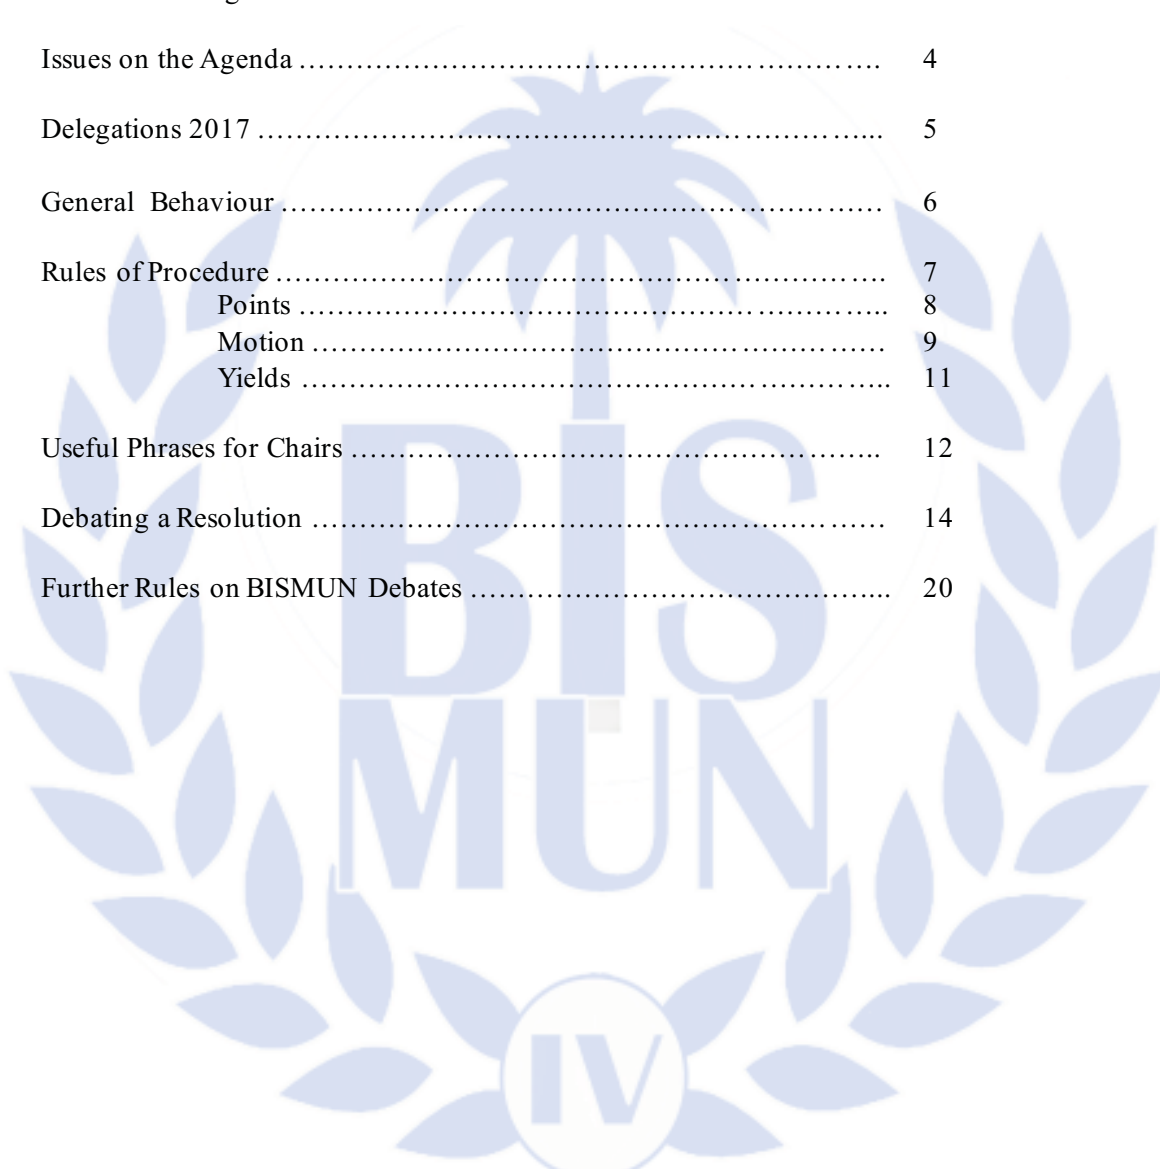 Issues on the Agenda ………………………………………………………. 4
Delegations 2017 ………………………………………………………... 5
General Behaviour ………………………………………………………… 6
Rules of Procedure …………………………………………………………. 7
Points ……………………………………………………….. 8
Motion ……………………………………………………… 9
Yields ……………………………………………………….. 11
Useful Phrases for Chairs ………………………………………………….. 12
Debating a Resolution ……………………………………………………… 14
Further Rules on BISMUN Debates ……………………………………... 20
BIS
MUN
IV